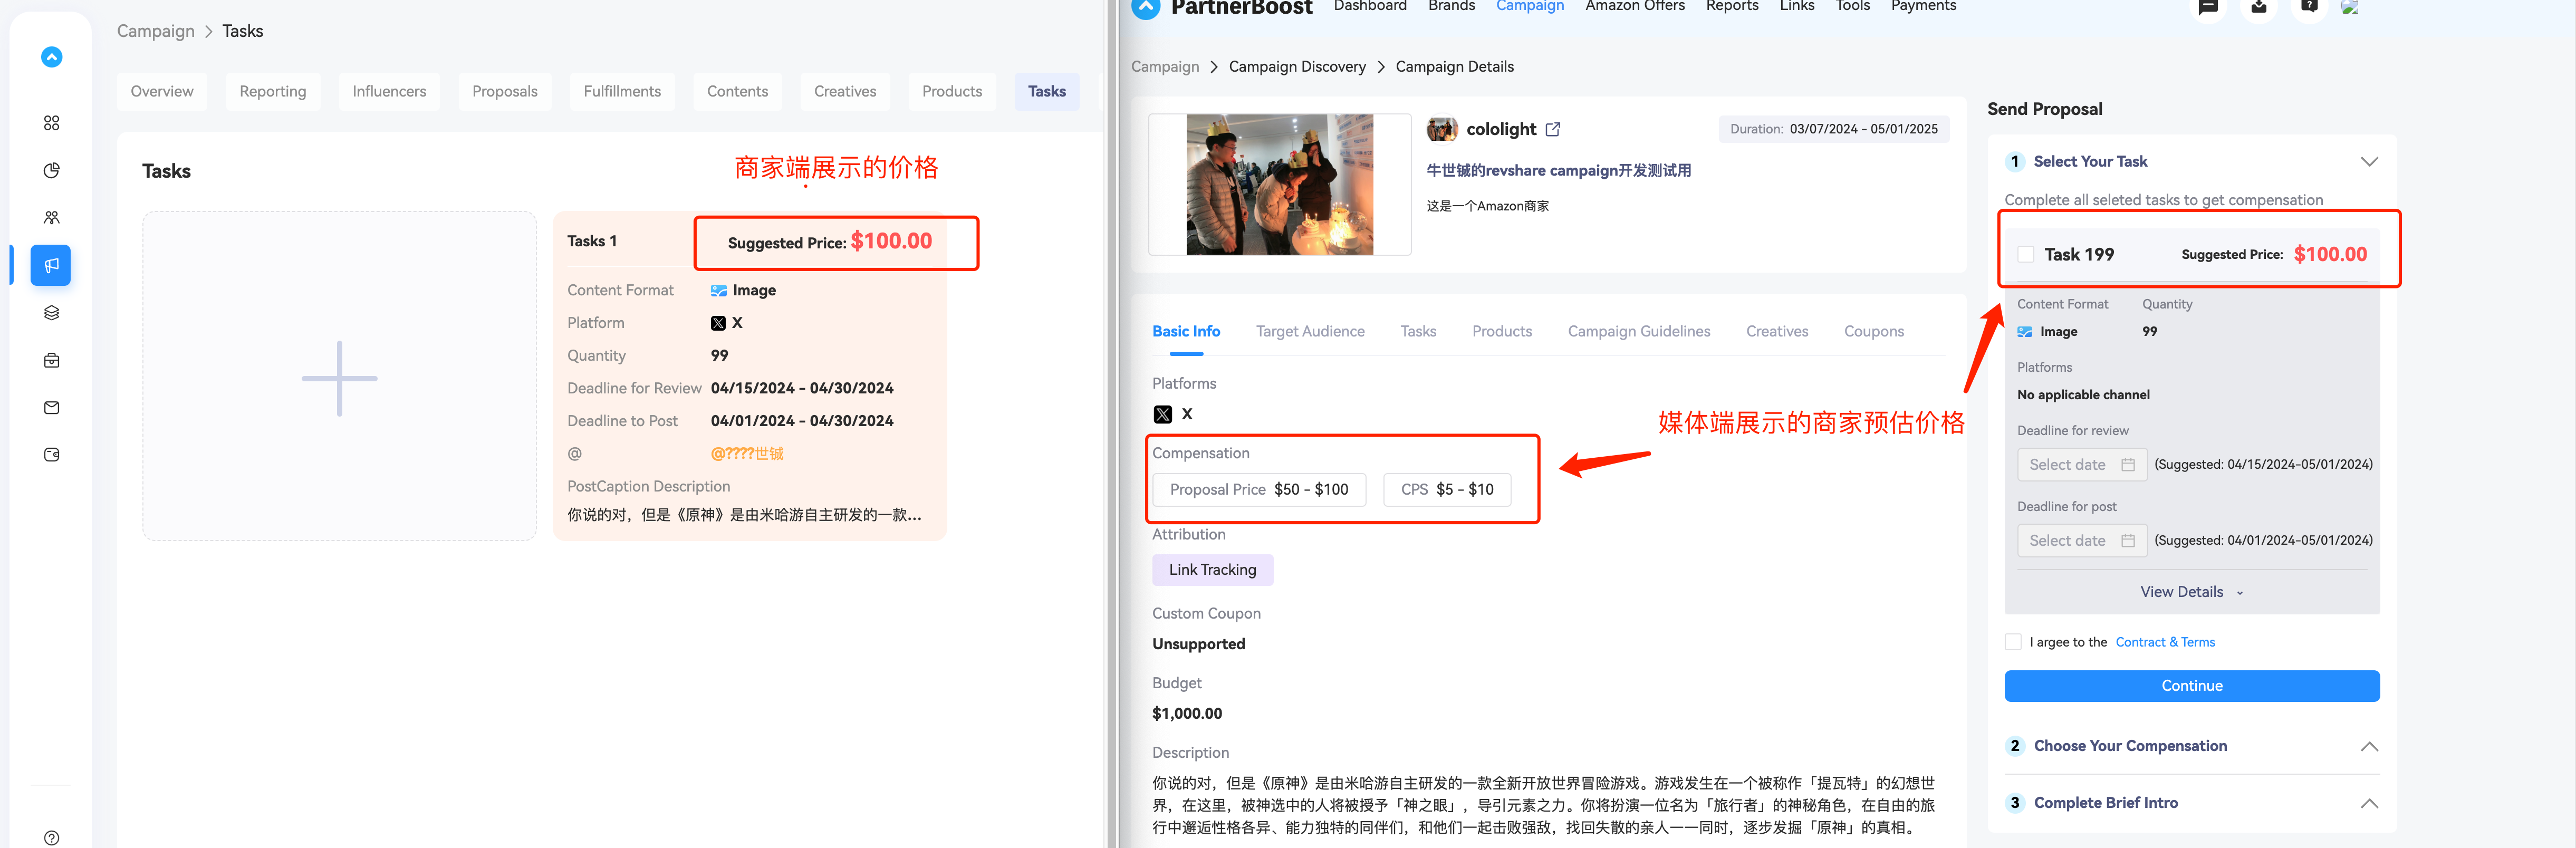 Campaign > Tasks
Overview Reporting Influencers Proposals Fulfillments Contents Creatives Products Tasks
Tasks
商家端展示的价格
Tasks 1 Suggested Price: $100.00
Content Format Image
Platform X
Quantity 99
Deadline for Review 04/15/2024 - 04/30/2024
Deadline to Post 04/01/2024 - 04/30/2024
@ @????世铖
PostCaption Description
你说的对，但是《原神》是由米哈游自主研发的一款...
PartnerBoost Dashboard Brands Campaign Amazon Offers Reports Links Tools Payments
Campaign > Campaign Discovery > Campaign Details
cololight
Duration: 03/07/2024 - 05/01/2025
牛世铖的revshare campaign开发测试用
这是一个Amazon商家
Basic Info Target Audience Tasks Products Campaign Guidelines Creatives Coupons
Platforms
X
媒体端展示的商家预估价格
Compensation
Proposal Price $50 - $100 CPS $5 - $10
Attribution
Link Tracking
Custom Coupon
Unsupported
Budget
$1,000.00
Description
你说的对，但是《原神》是由米哈游自主研发的一款全新开放世界冒险游戏。游戏发生在一个被称作「提瓦特」的幻想世
界，在这里，被神选中的人将被授予「神之眼」，导引元素之力。你将扮演一位名为「旅行者」的神秘角色，在自由的旅
行中邂逅性格各异、能力独特的同伴们，和他们一起击败强敌，找回失散的亲人——同时，逐步发掘「原神」的真相。
Send Proposal
1 Select Your Task
Complete all seleted tasks to get compensation
Task 199 Suggested Price: $100.00
Content Format Quantity
Image 99
Platforms
No applicable channel
Deadline for review
Select date (Suggested: 04/15/2024-05/01/2024)
Deadline for post
Select date (Suggested: 04/01/2024-05/01/2024)
View Details
I argee to the Contract & Terms
Continue
2 Choose Your Compensation
3 Complete Brief Intro